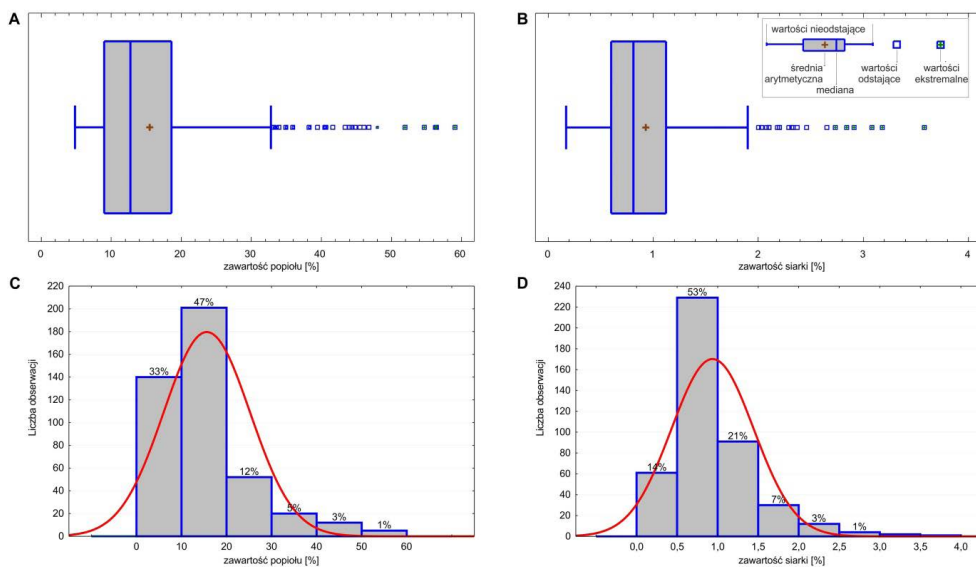 A
0 10 20 30 40 50 60
zawartość popiołu [%]
B
wartości nieodstające
średnia arytmetyczna
mediana
wartości odstające
wartości ekstremalne
0 1 2 3 4
zawartość siarki [%]
C
Liczba obserwacji
220
200
180
160
140
120
100
80
60
40
20
0
33%
47%
12%
5%
3%
1%
0 10 20 30 40 50 60
zawartość popiołu [%]
D
Liczba obserwacji
240
220
200
180
160
140
120
100
80
60
40
20
0
14%
53%
21%
7%
3%
1%
0,0 0,5 1,0 1,5 2,0 2,5 3,0 3,5 4,0
zawartość siarki [%]